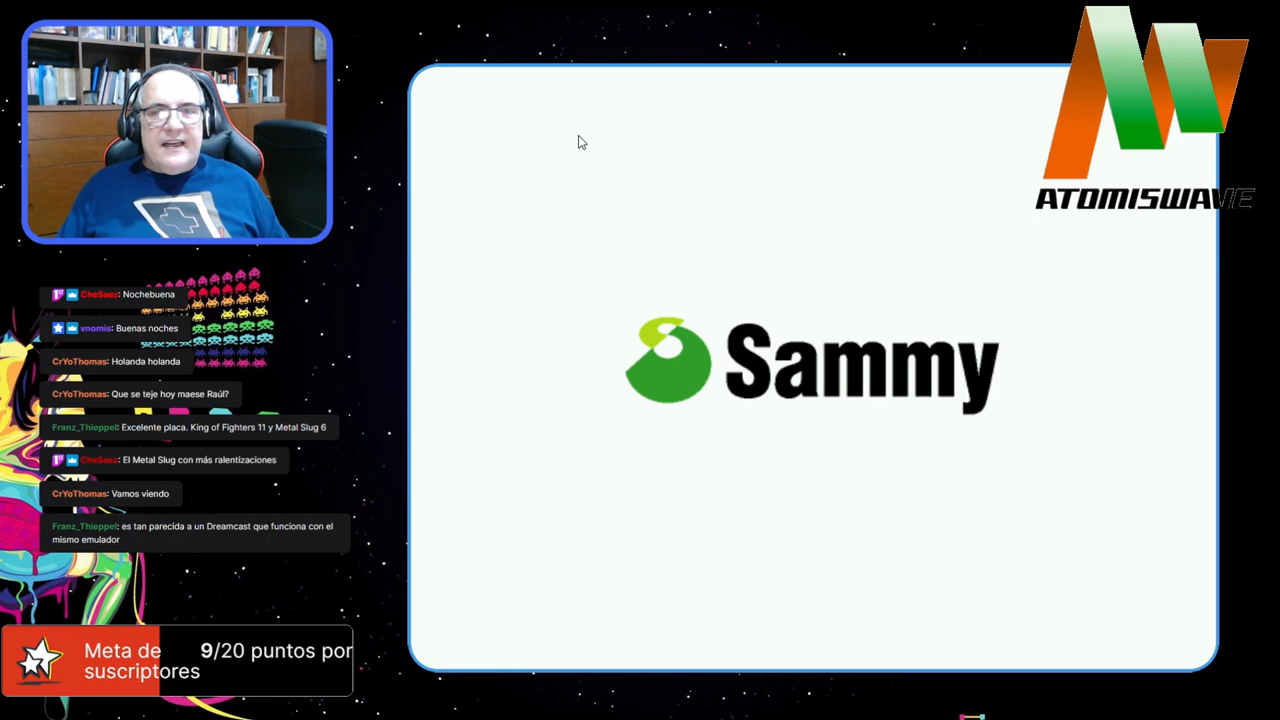 ATOMISWAVE
Sammy
CheSaez: Nochebuena
vnomis: Buenas noches
CrYoThomas: Holanda holanda
CrYoThomas: Que se teje hoy maese Raúl?
Franz_Thieppel: Excelente placa. King of Fighters 11 y Metal Slug 6
CheSaez: El Metal Slug con más ralentizaciones
CrYoThomas: Vamos viendo
Franz_Thieppel: es tan parecida a un Dreamcast que funciona con el
mismo emulador
Meta de 9/20 puntos por
suscriptores